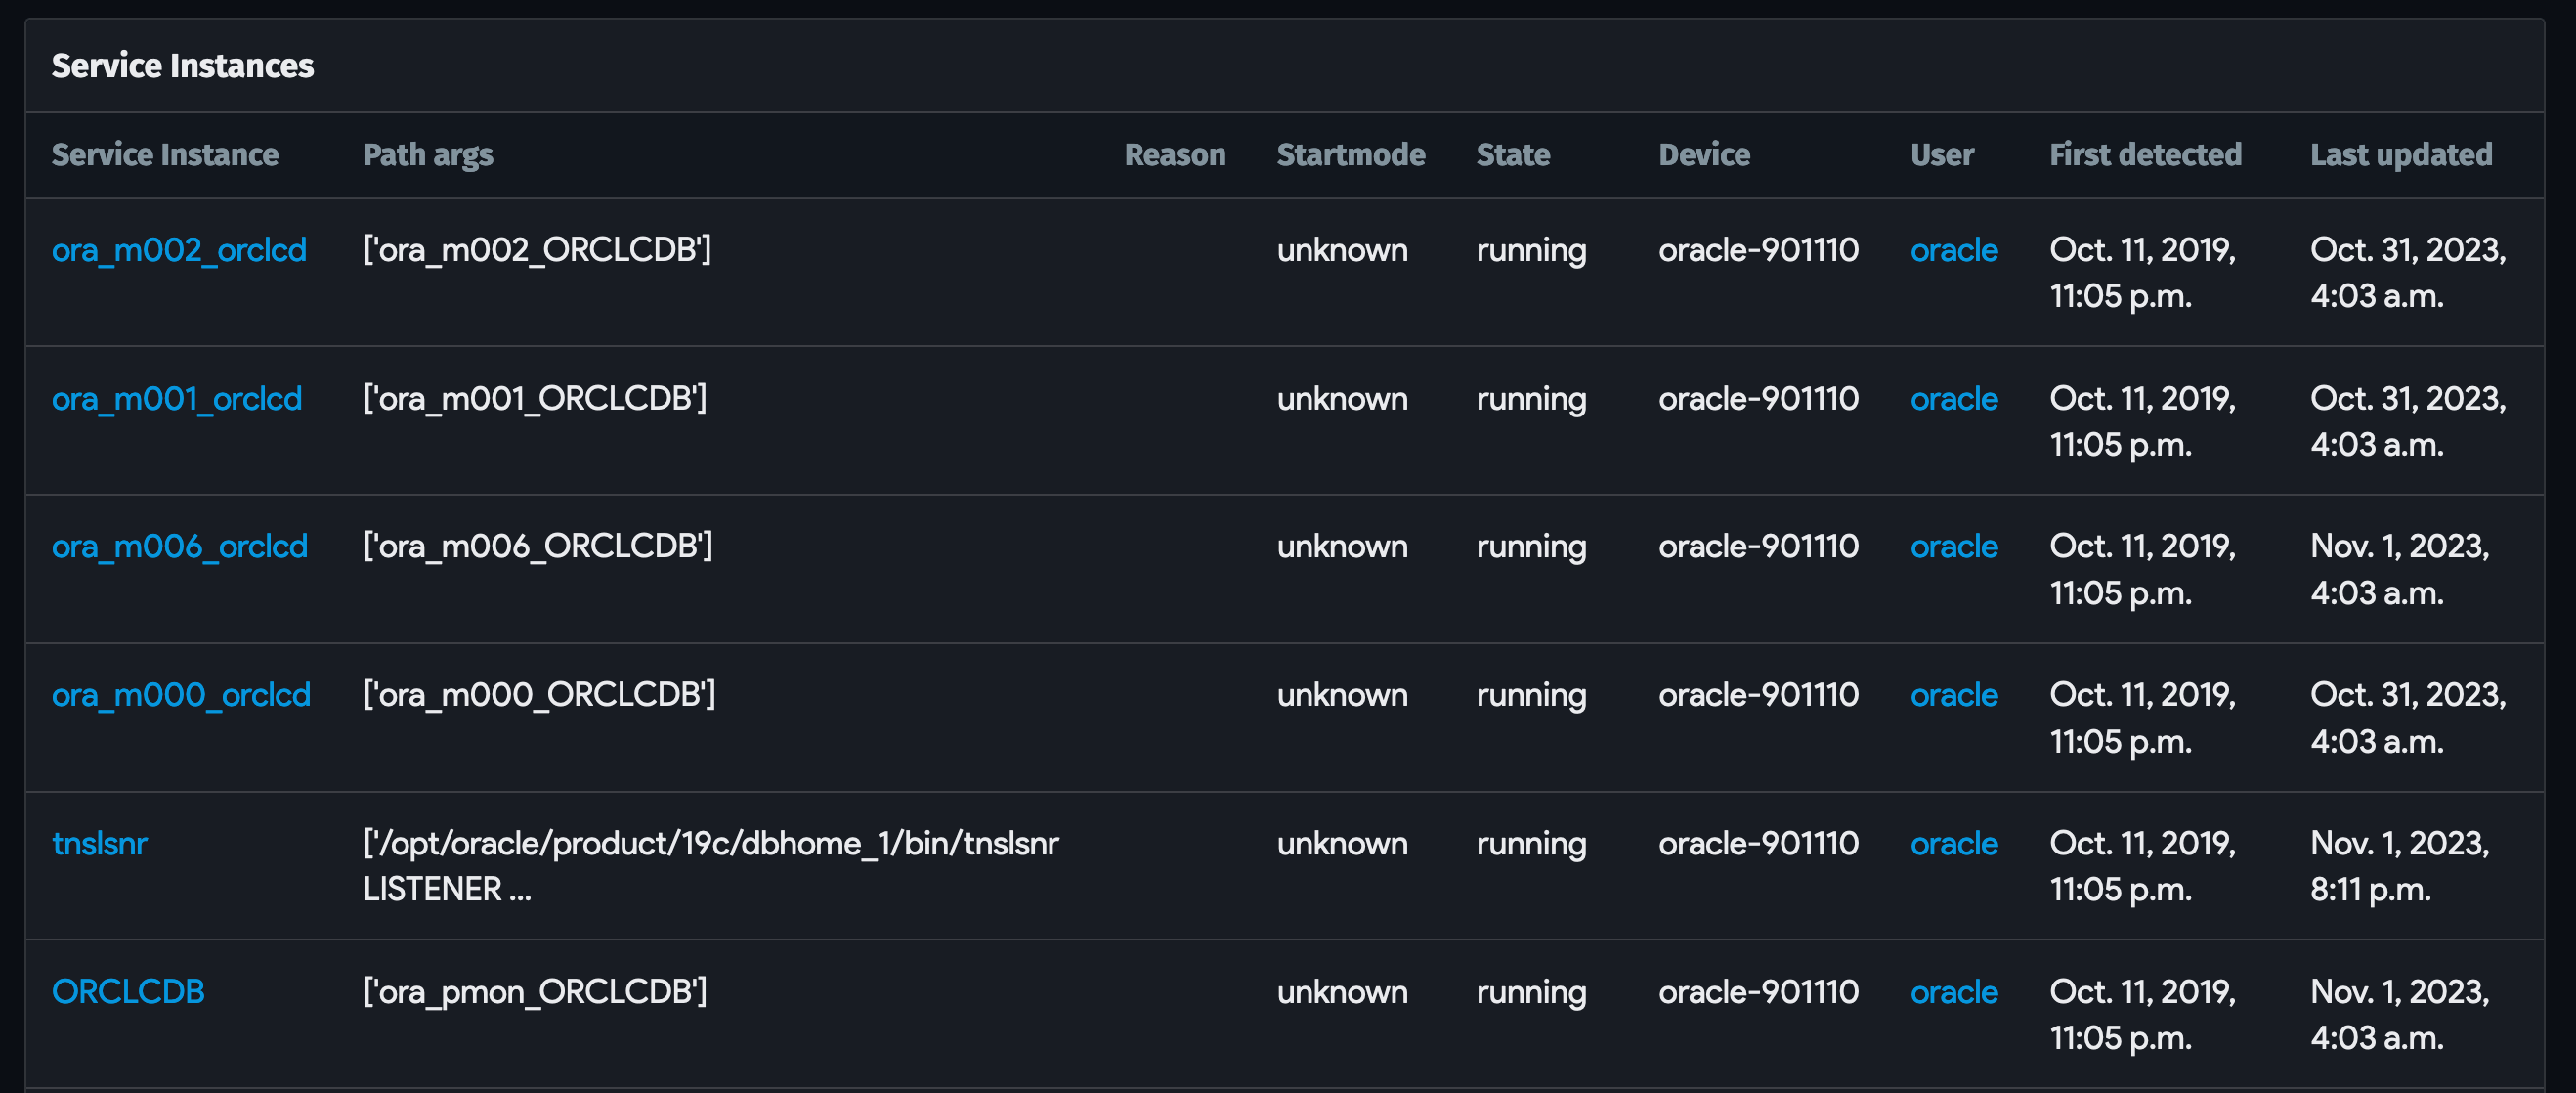 Service Instances
Service Instance Path args Reason Startmode State Device User First detected Last updated
ora_m002_orclcd ['ora_m002_ORCLCDB'] unknown running oracle-901110 oracle Oct. 11, 2019, Oct. 31, 2023,
11:05 p.m. 4:03 a.m.
ora_m001_orclcd ['ora_m001_ORCLCDB'] unknown running oracle-901110 oracle Oct. 11, 2019, Oct. 31, 2023,
11:05 p.m. 4:03 a.m.
ora_m006_orclcd ['ora_m006_ORCLCDB'] unknown running oracle-901110 oracle Oct. 11, 2019, Nov. 1, 2023,
11:05 p.m. 4:03 a.m.
ora_m000_orclcd ['ora_m000_ORCLCDB'] unknown running oracle-901110 oracle Oct. 11, 2019, Oct. 31, 2023,
11:05 p.m. 4:03 a.m.
tnslsnr ['/opt/oracle/product/19c/dbhome_1/bin/tnslsnr unknown running oracle-901110 oracle Oct. 11, 2019, Nov. 1, 2023,
LISTENER ... 11:05 p.m. 8:11 p.m.
ORCLCDB ['ora_pmon_ORCLCDB'] unknown running oracle-901110 oracle Oct. 11, 2019, Nov. 1, 2023,
11:05 p.m. 4:03 a.m.